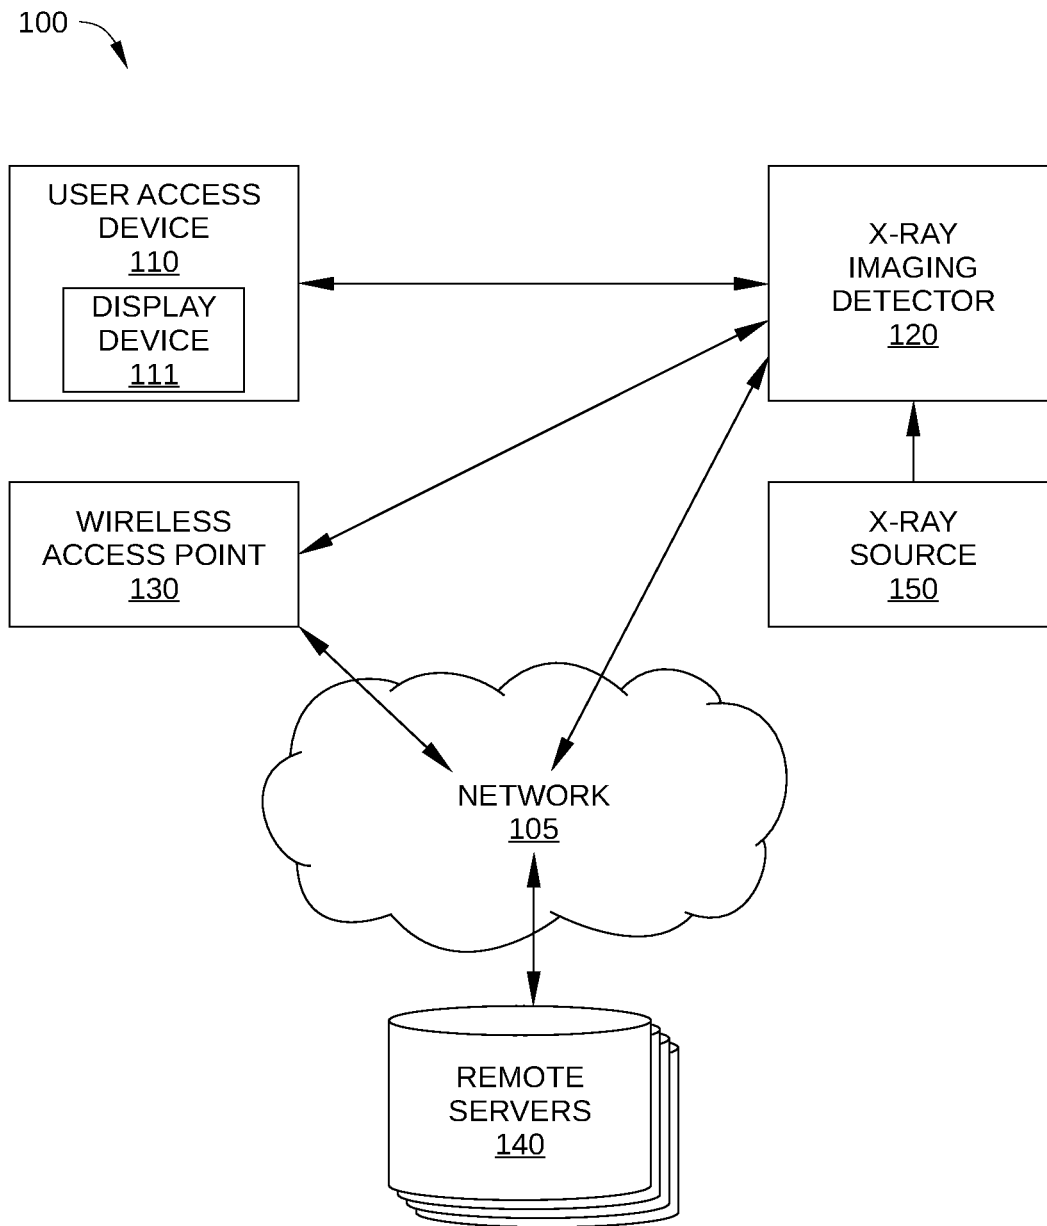 100
USER ACCESS
DEVICE
110
DISPLAY
DEVICE
111
X-RAY
IMAGING
DETECTOR
120
WIRELESS
ACCESS POINT
130
X-RAY
SOURCE
150
NETWORK
105
REMOTE
SERVERS
140